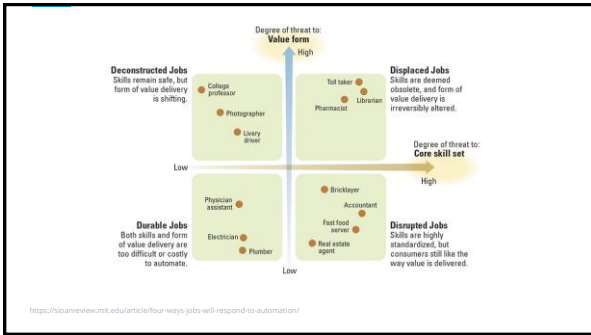 Degree of threat to:
Value form
High
Deconstructed Jobs
Skills remain safe, but
form of value delivery
is shifting.
College
professor
Photographer
Livery
driver
Toll taker
Librarian
Pharmacist
Displaced Jobs
Skills are deemed
obsolete, and form of
value delivery is
irreversibly altered.
Degree of threat to:
Core skill set
Low
High
Physician
assistant
Electrician
Plumber
Durable Jobs
Both skills and form
of value delivery are
too difficult or costly
to automate.
Bricklayer
Accountant
Fast food
server
Real estate
agent
Disrupted Jobs
Skills are highly
standardized, but
consumers still like the
way value is delivered.
Low
https://sloanreview.mit.edu/article/four-ways-jobs-will-respond-to-automation/